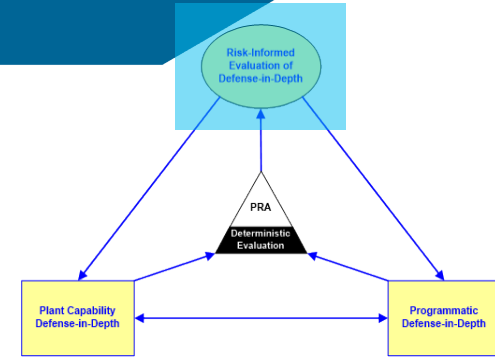 Risk-Informed
Evaluation of
Defense-in-Depth
PRA
Deterministic
Evaluation
Plant Capability
Defense-in-Depth
Programmatic
Defense-in-Depth